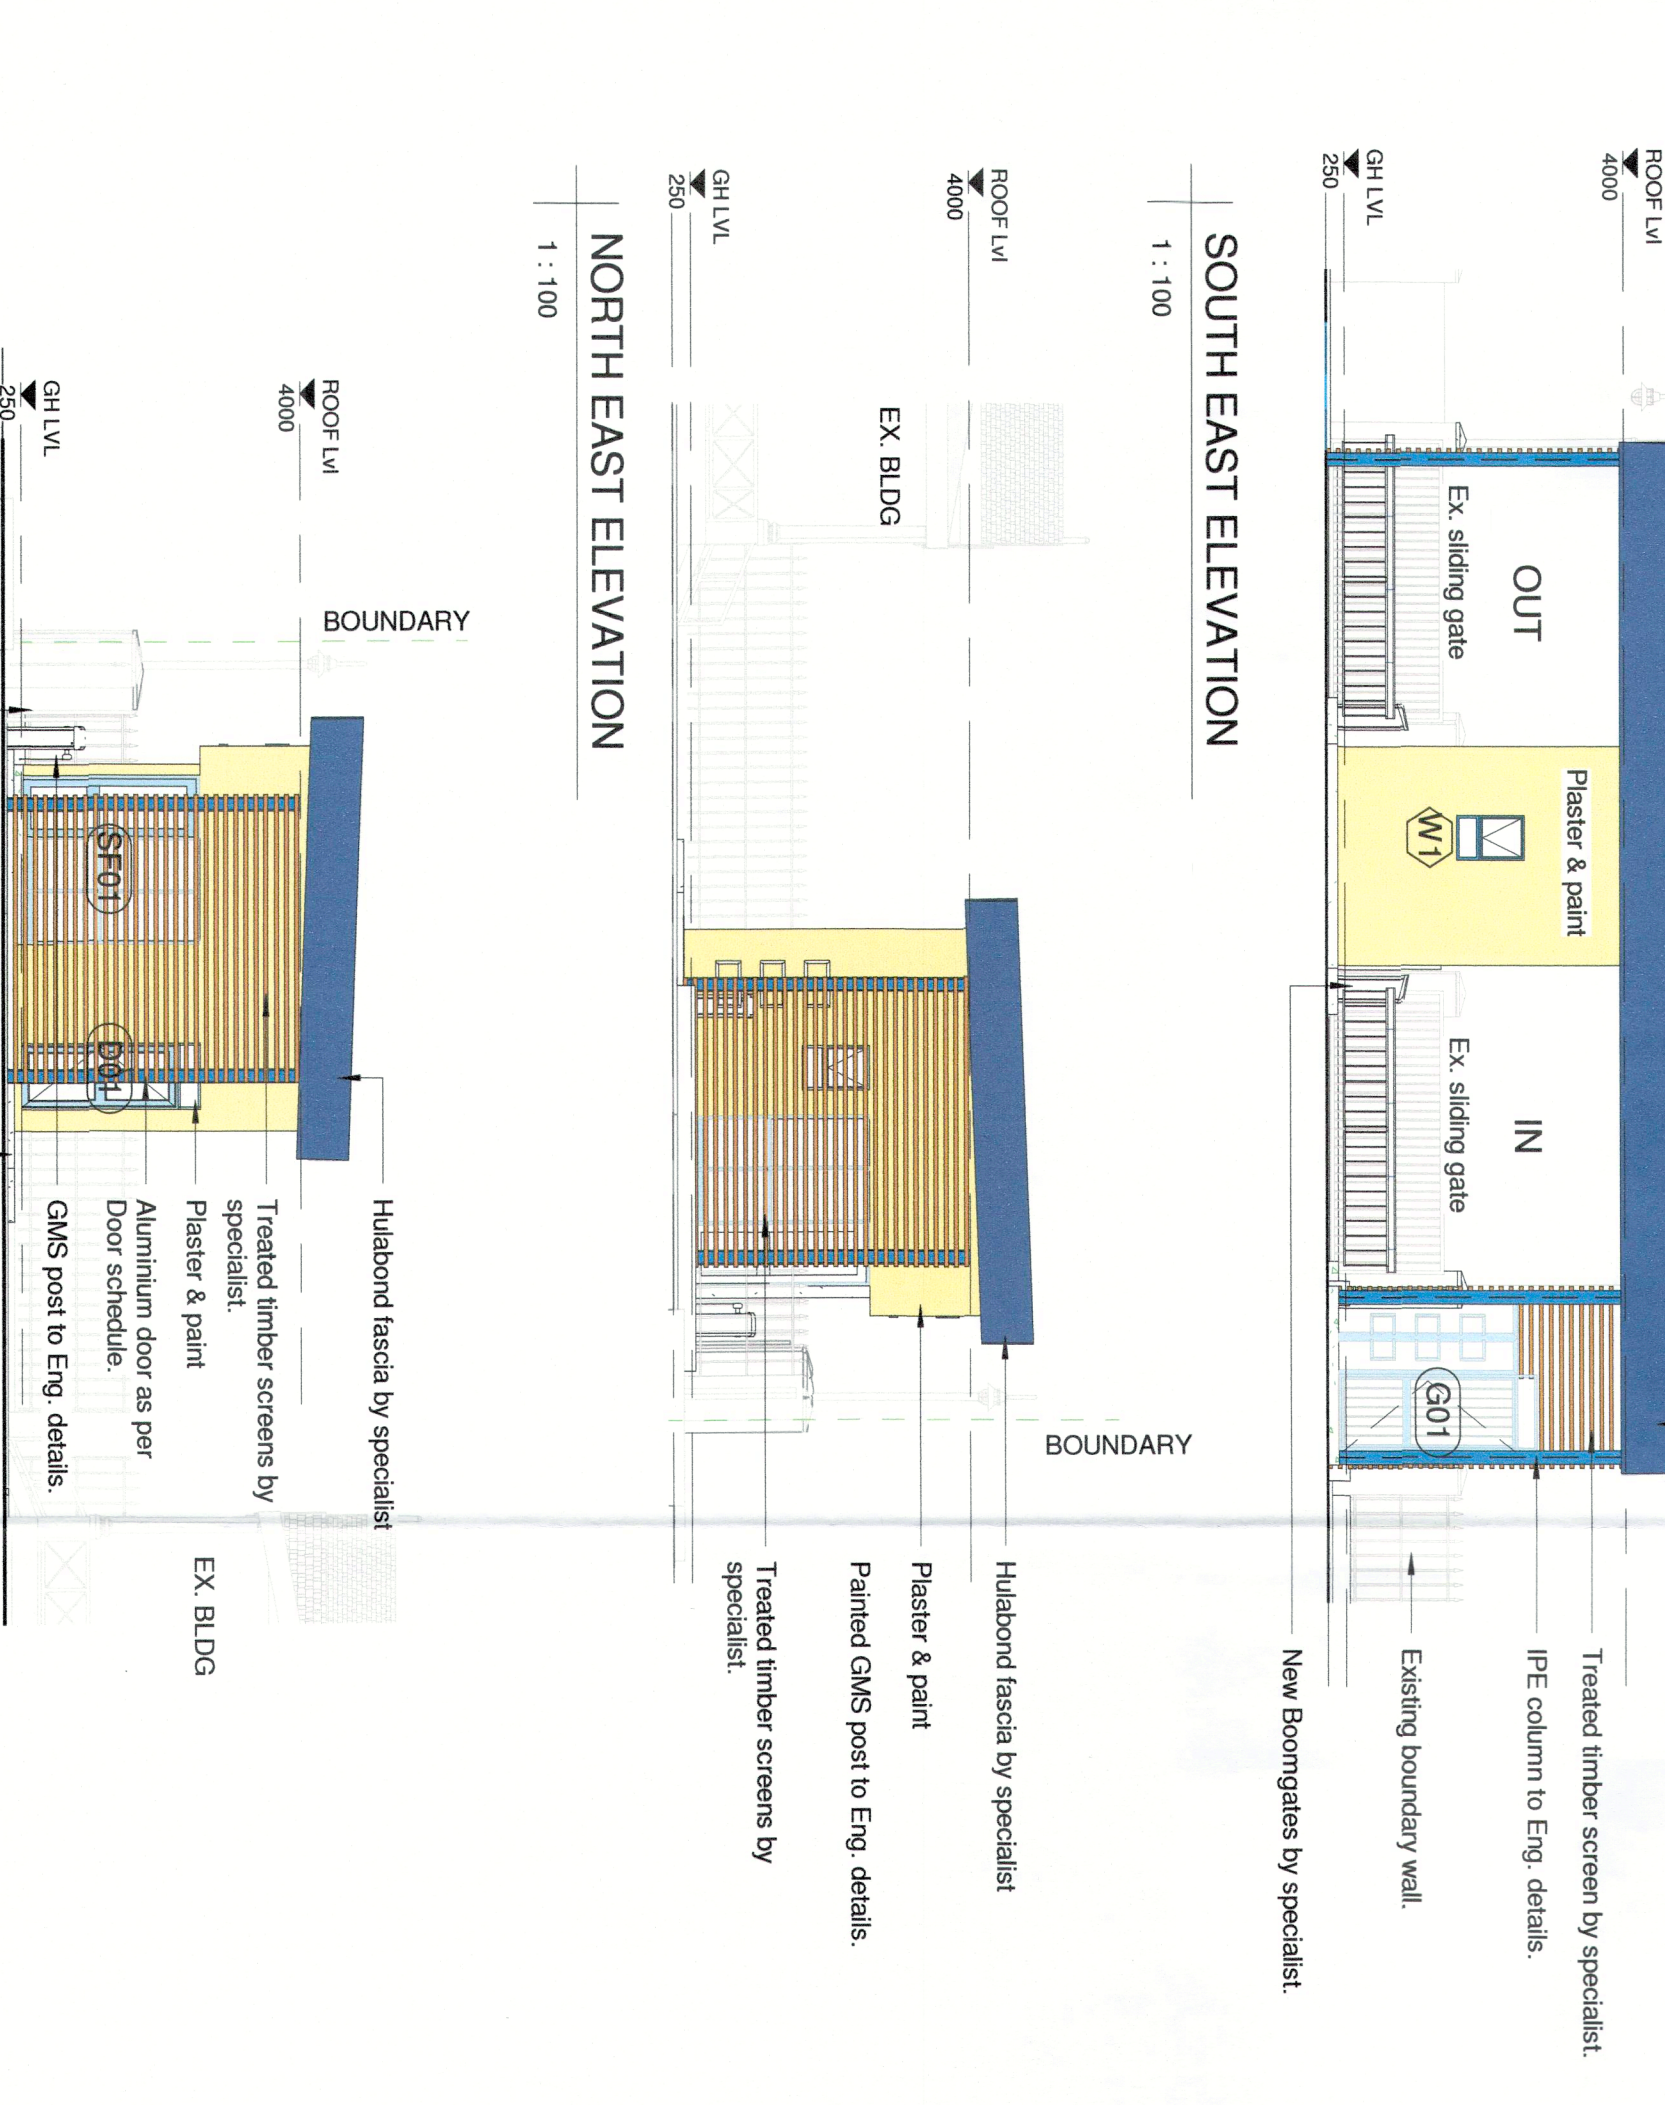 ROOF Lvl
4000
GH LVL
250
OUT
Ex. sliding gate
Plaster & paint
W1
IN
Ex. sliding gate
G01
Treated timber screen by specialist.
IPE column to Eng. details.
Existing boundary wall.
New Boomgates by specialist.
SOUTH EAST ELEVATION
1 : 100
ROOF Lvl
4000
GH LVL
250
EX. BLDG
BOUNDARY
Hulabond fascia by specialist
Plaster & paint
Painted GMS post to Eng. details.
Treated timber screens by
specialist.
NORTH EAST ELEVATION
1 : 100
ROOF Lvl
4000
GH LVL
250
BOUNDARY
SF01
D01
Hulabond fascia by specialist
Treated timber screens by
specialist.
Plaster & paint
Aluminium door as per
Door schedule.
GMS post to Eng. details.
EX. BLDG